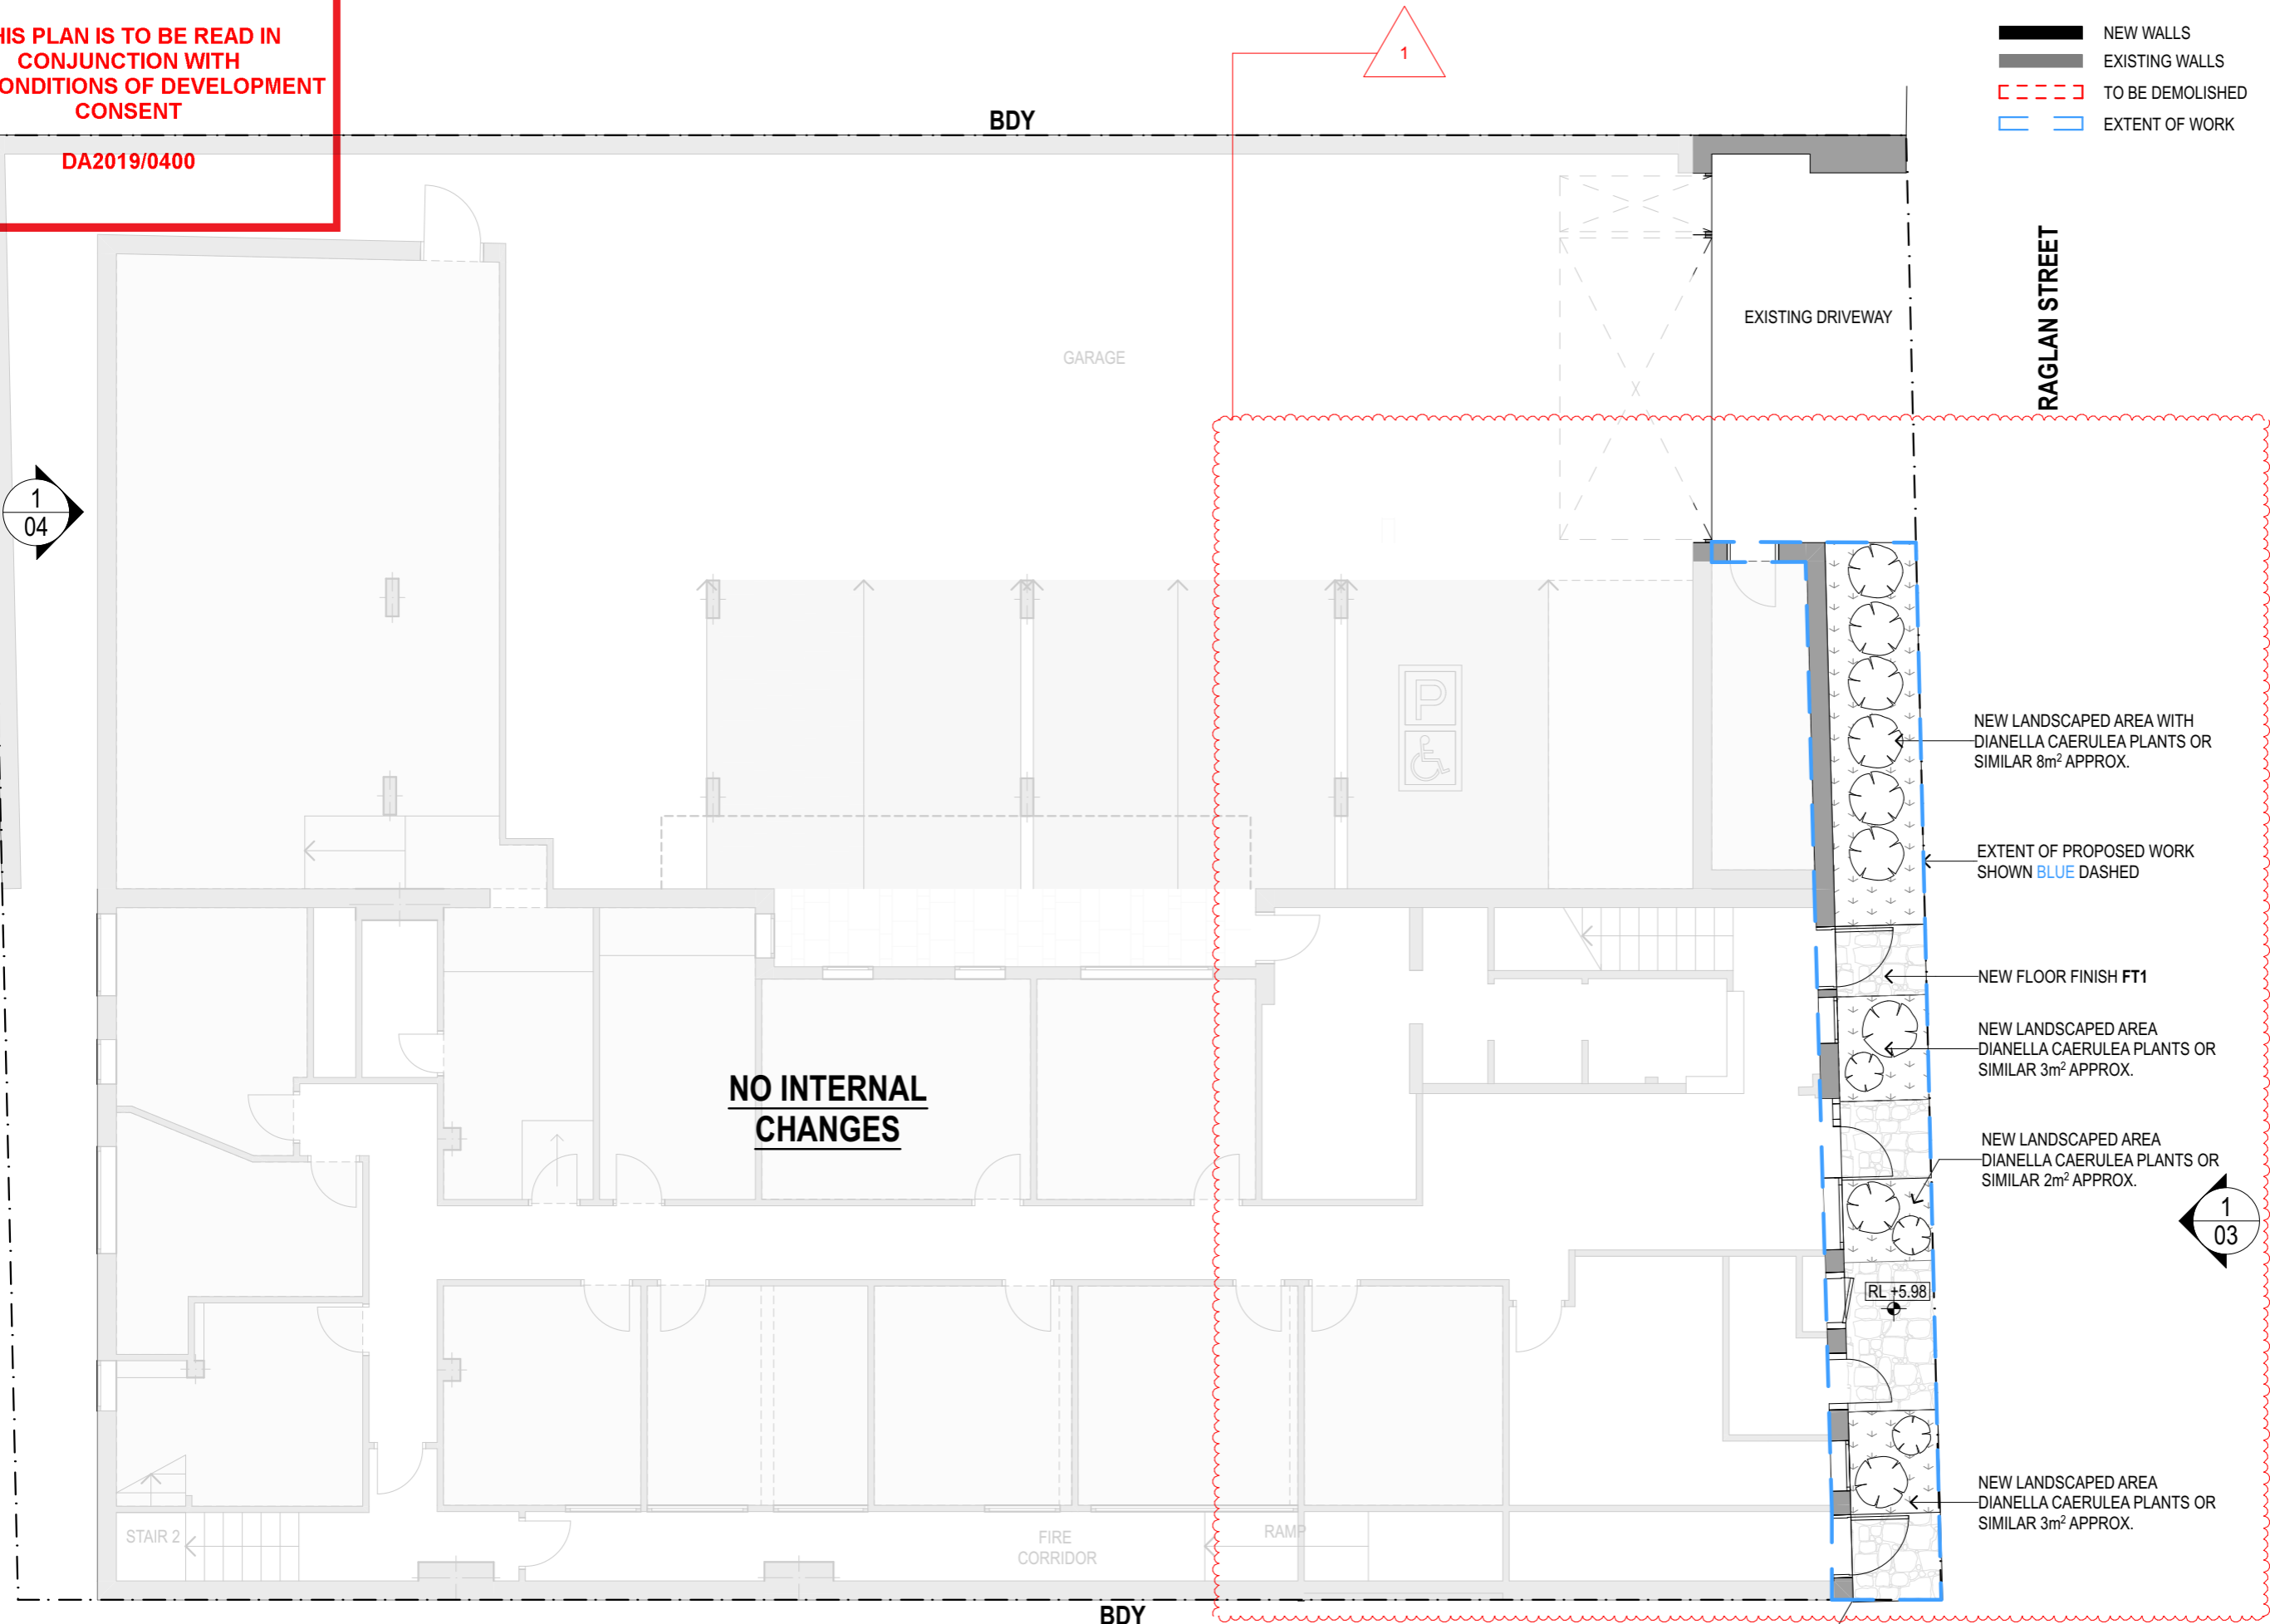 HIS PLAN IS TO BE READ IN
CONJUNCTION WITH
ONDITIONS OF DEVELOPMENT
CONSENT
DA2019/0400
1
NEW WALLS
EXISTING WALLS
TO BE DEMOLISHED
EXTENT OF WORK
BDY
RAGLAN STREET
EXISTING DRIVEWAY
GARAGE
1
04
P
NEW LANDSCAPED AREA WITH
DIANELLA CAERULEA PLANTS OR
SIMILAR 8m² APPROX.
EXTENT OF PROPOSED WORK
SHOWN BLUE DASHED
NEW FLOOR FINISH FT1
NEW LANDSCAPED AREA
DIANELLA CAERULEA PLANTS OR
SIMILAR 3m² APPROX.
NO INTERNAL
CHANGES
NEW LANDSCAPED AREA
DIANELLA CAERULEA PLANTS OR
SIMILAR 2m² APPROX.
1
03
RL +5.98
NEW LANDSCAPED AREA
DIANELLA CAERULEA PLANTS OR
SIMILAR 3m² APPROX.
STAIR 2
FIRE
CORRIDOR
RAMP
BDY